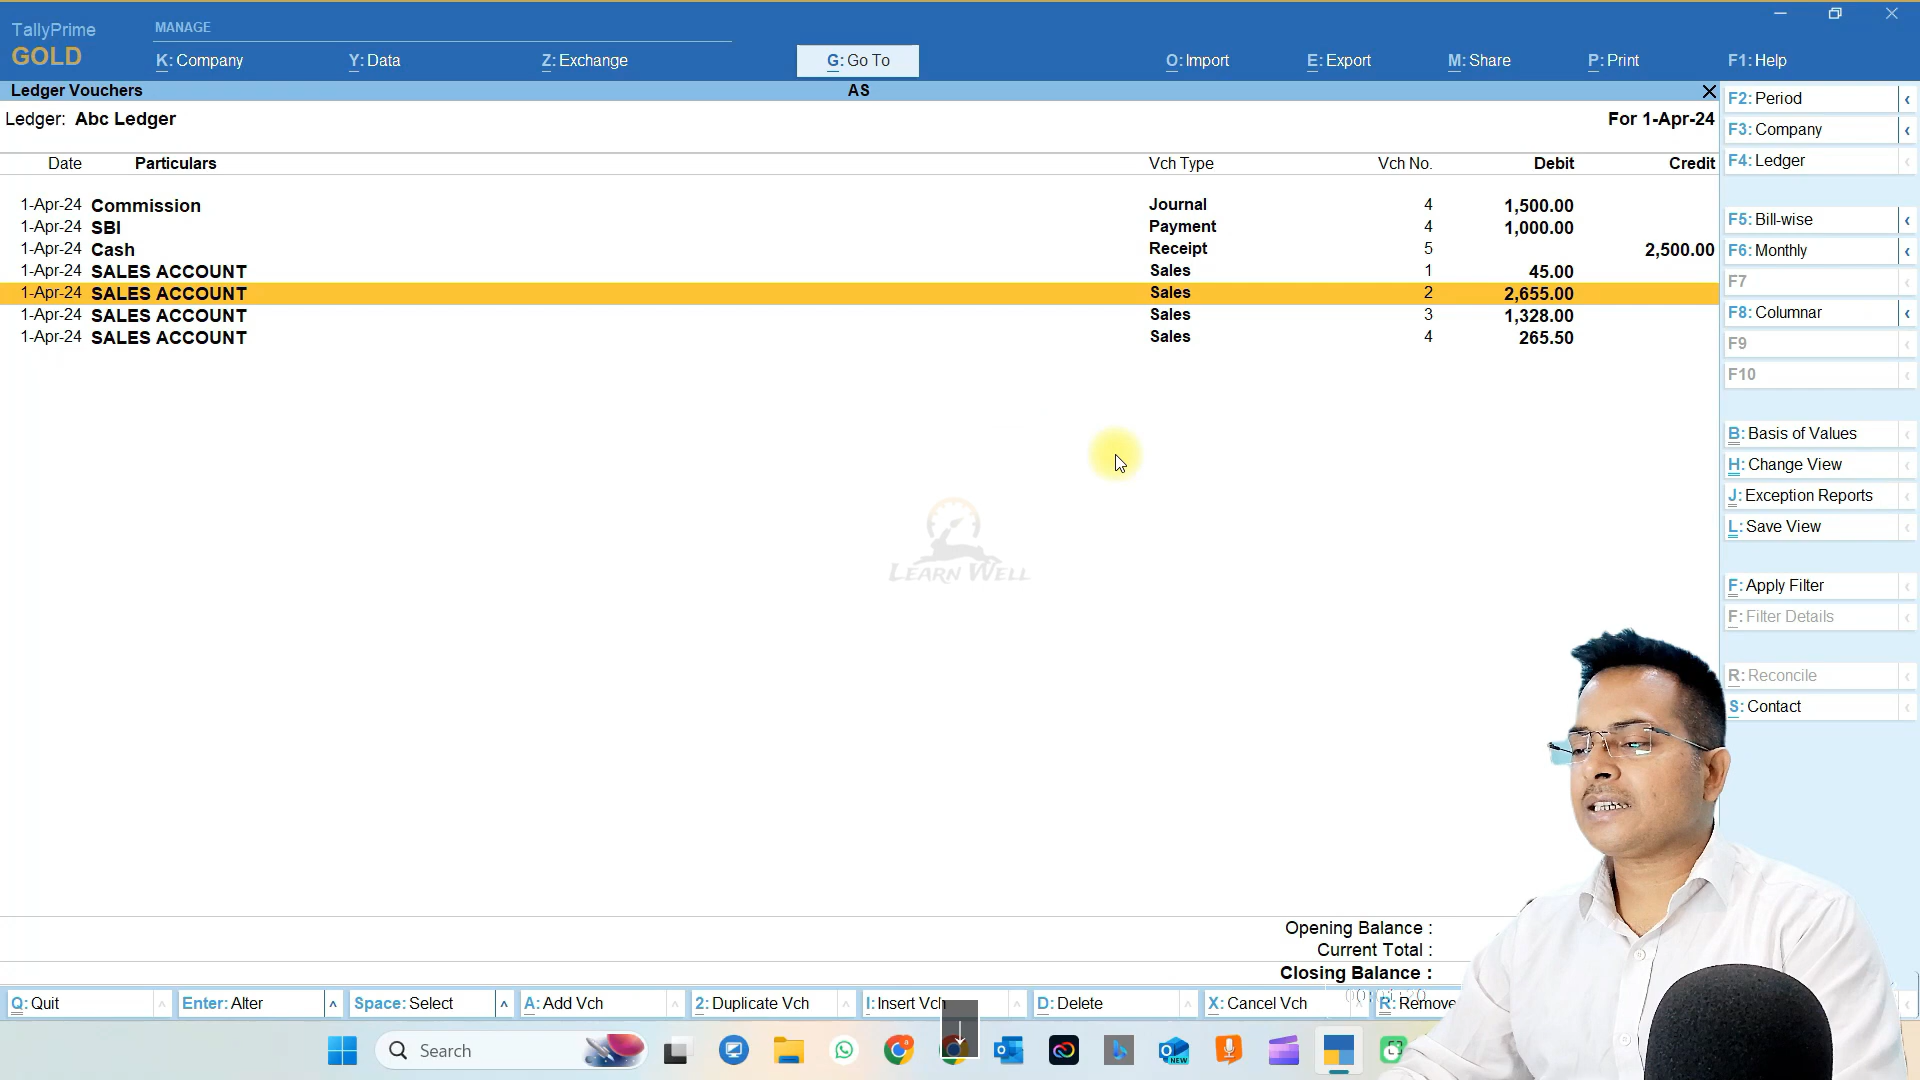 TallyPrime
GOLD
MANAGE
K: Company
Y: Data
Z: Exchange
G: Go To
O: Import
E: Export
M: Share
P: Print
F1: Help
Ledger Vouchers
AS
Ledger: Abc Ledger
For 1-Apr-24
Date Particulars Vch Type Vch No. Debit Credit
1-Apr-24 Commission Journal 4 1,500.00
1-Apr-24 SBI Payment 4 1,000.00
1-Apr-24 Cash Receipt 5 2,500.00
1-Apr-24 SALES ACCOUNT Sales 1 45.00
1-Apr-24 SALES ACCOUNT Sales 2 2,655.00
1-Apr-24 SALES ACCOUNT Sales 3 1,328.00
1-Apr-24 SALES ACCOUNT Sales 4 265.50
LEARN WELL
Opening Balance :
Current Total :
Closing Balance :
F2: Period
F3: Company
F4: Ledger
F5: Bill-wise
F6: Monthly
F7
F8: Columnar
F9
F10
B: Basis of Values
H: Change View
J: Exception Reports
L: Save View
F: Apply Filter
F: Filter Details
R: Reconcile
S: Contact
Q: Quit
Enter: Alter
Space: Select
A: Add Vch
2: Duplicate Vch
I: Insert Vch
D: Delete
X: Cancel Vch
R: Remove
Search
NEW